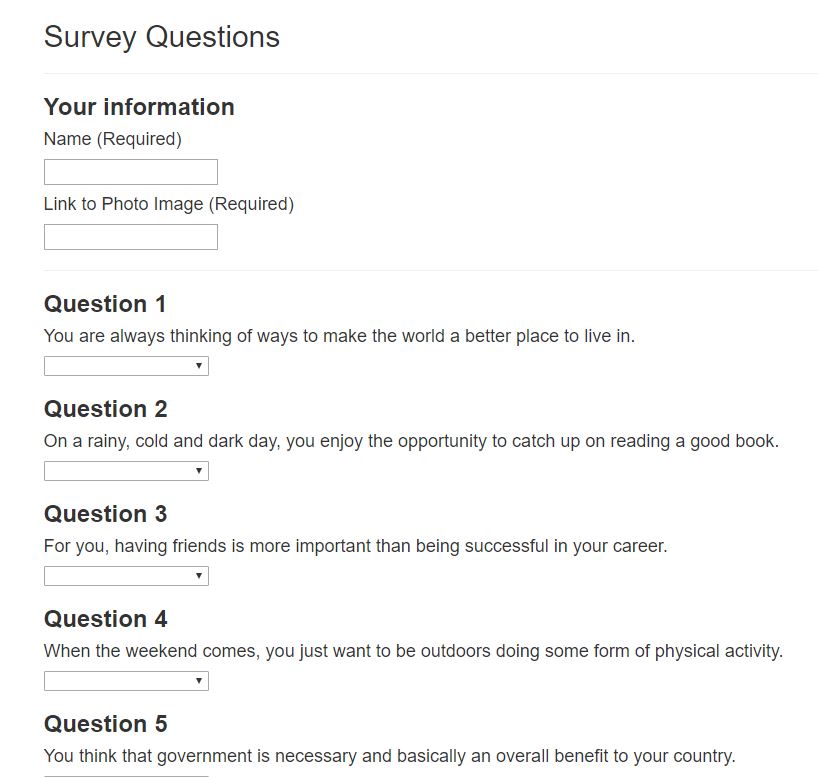 Survey Questions
Your information
Name (Required)
Link to Photo Image (Required)
Question 1
You are always thinking of ways to make the world a better place to live in.
Question 2
On a rainy, cold and dark day, you enjoy the opportunity to catch up on reading a good book.
Question 3
For you, having friends is more important than being successful in your career.
Question 4
When the weekend comes, you just want to be outdoors doing some form of physical activity.
Question 5
You think that government is necessary and basically an overall benefit to your country.